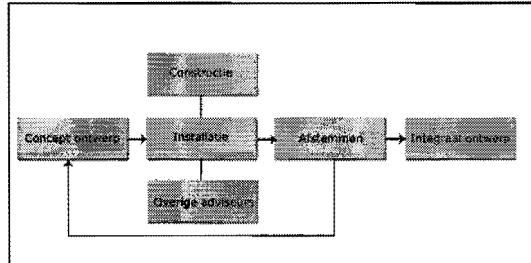 Constructie
Concept ontwerp
Installatie
Afstemmen
Integraal ontwerp
Overige adviseurs